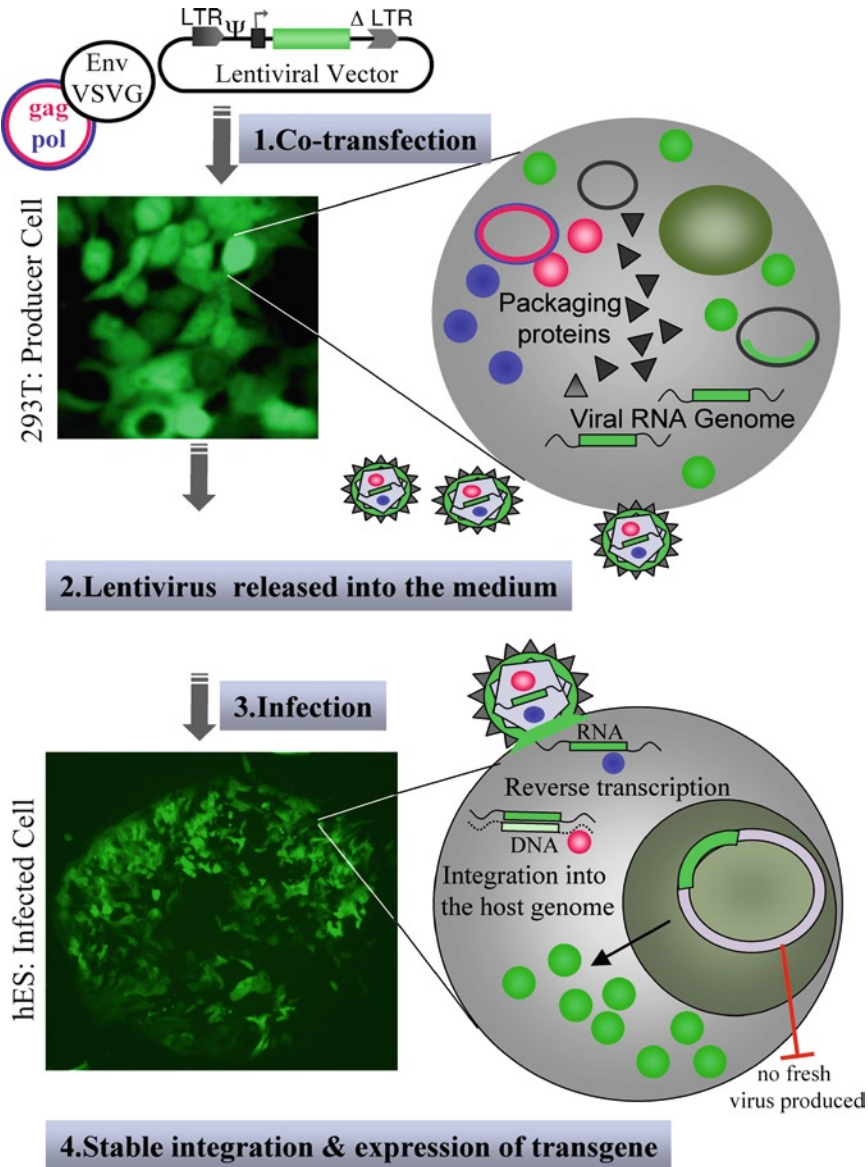 LTR Ψ Δ LTR
Lentiviral Vector
Env
VSVG
gag
pol
1.Co-transfection
293T: Producer Cell
Packaging
proteins
Viral RNA Genome
2.Lentivirus released into the medium
3.Infection
hES: Infected Cell
RNA
Reverse transcription
DNA
Integration into
the host genome
no fresh
virus produced
4.Stable integration & expression of transgene